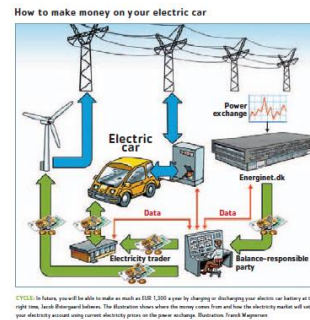 How to make money on your electric car
Power
exchange
Electric
car
Energinet.dk
Data
Data
Electricity trader
Balance-responsible
party
CYCLE: In future, you will be able to make as much as EUR 1,300 a year by charging or discharging your electric car battery at
right time, Jacob Østergaard believes. The illustration shows where the money comes from and how the electricity market will
your electricity account using current electricity prices on the power exchange. Illustration: